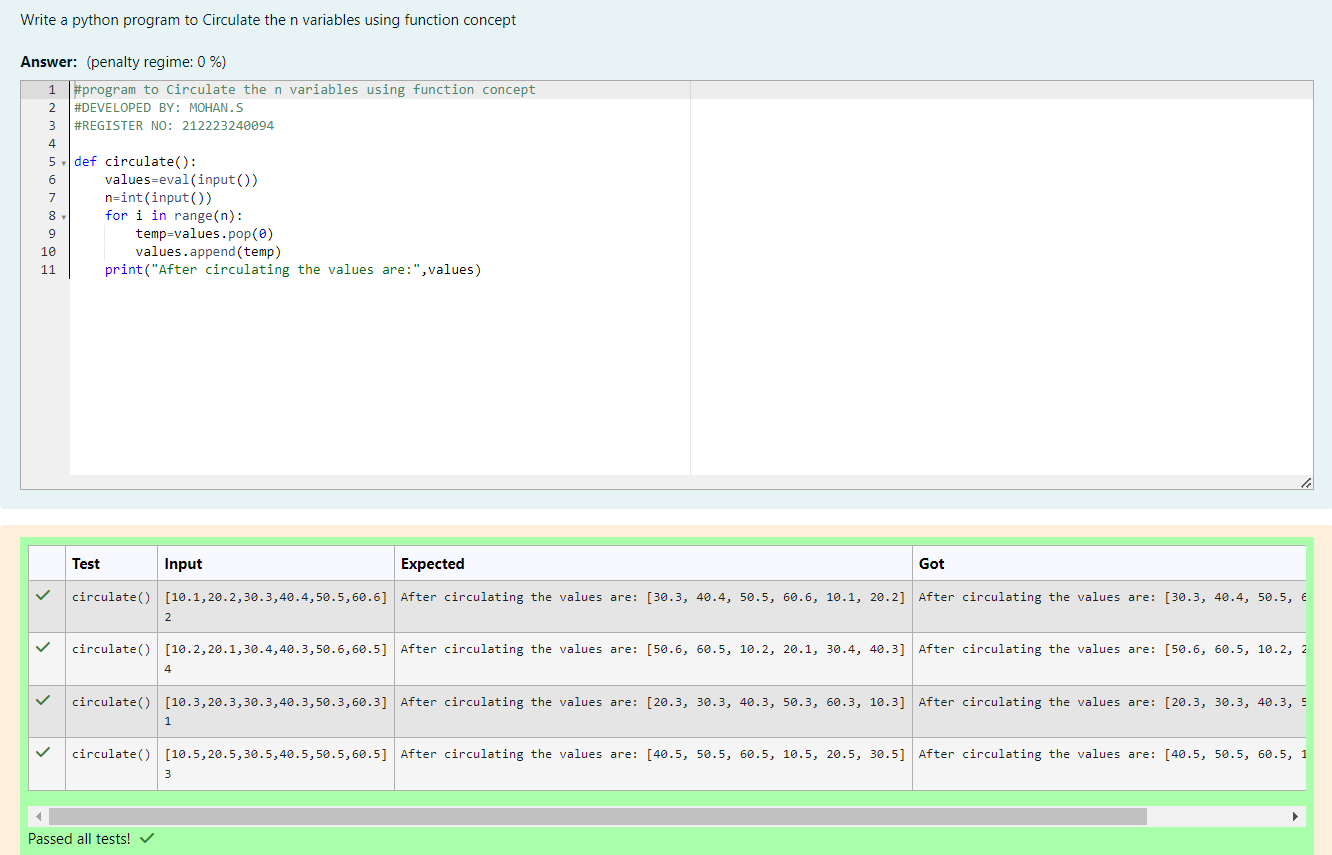 Write a python program to Circulate the n variables using function concept
Answer: (penalty regime: 0 %)
1 #program to Circulate the n variables using function concept
2 #DEVELOPED BY: MOHAN.S
3 #REGISTER NO: 212223240094
4
5 def circulate():
6     values=eval(input())
7     n=int(input())
8     for i in range(n):
9         temp=values.pop(0)
10         values.append(temp)
11     print("After circulating the values are:",values)
Test Input Expected Got
circulate() [10.1,20.2,30.3,40.4,50.5,60.6] After circulating the values are: [30.3, 40.4, 50.5, 60.6, 10.1, 20.2] After circulating the values are: [30.3, 40.4, 50.5,
2
circulate() [10.2,20.1,30.4,40.3,50.6,60.5] After circulating the values are: [50.6, 60.5, 10.2, 20.1, 30.4, 40.3] After circulating the values are: [50.6, 60.5, 10.2,
4
circulate() [10.3,20.3,30.3,40.3,50.3,60.3] After circulating the values are: [20.3, 30.3, 40.3, 50.3, 60.3, 10.3] After circulating the values are: [20.3, 30.3, 40.3,
1
circulate() [10.5,20.5,30.5,40.5,50.5,60.5] After circulating the values are: [40.5, 50.5, 60.5, 10.5, 20.5, 30.5] After circulating the values are: [40.5, 50.5, 60.5,
3
Passed all tests!